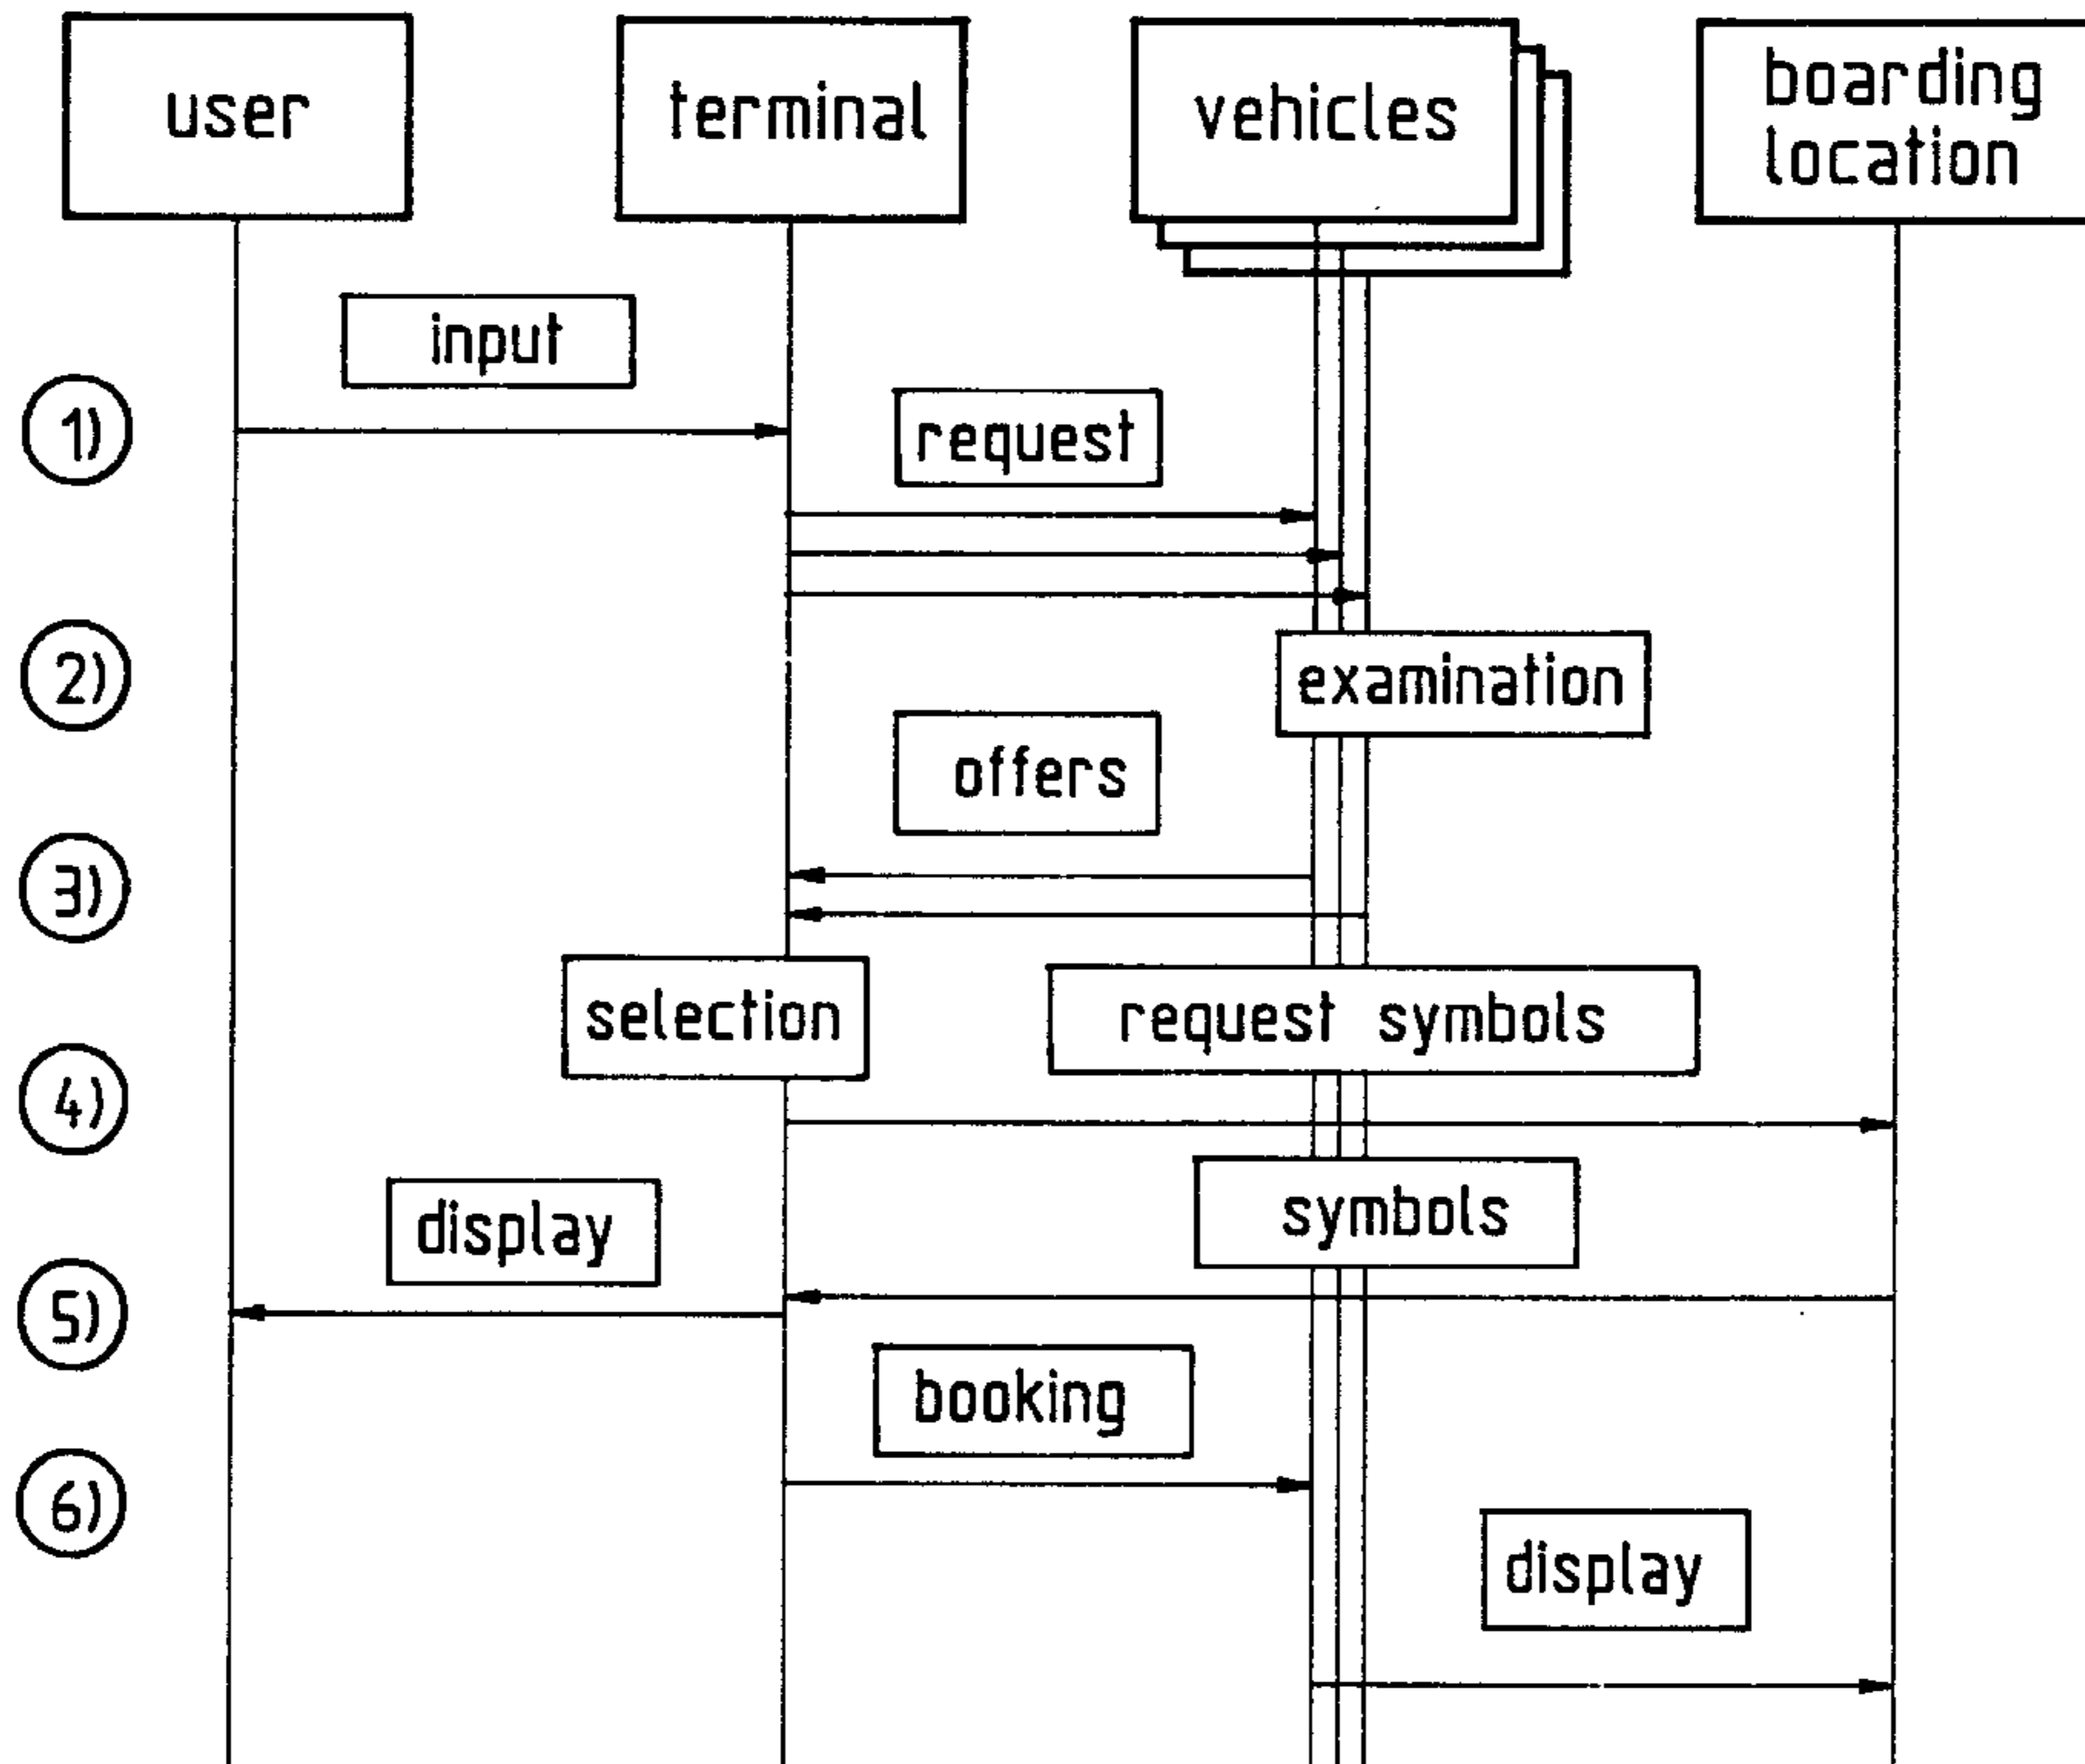 user
terminal
vehicles
boarding
location
input
1)
request
2)
examination
offers
3)
selection
request symbols
4)
symbols
display
5)
booking
6)
display